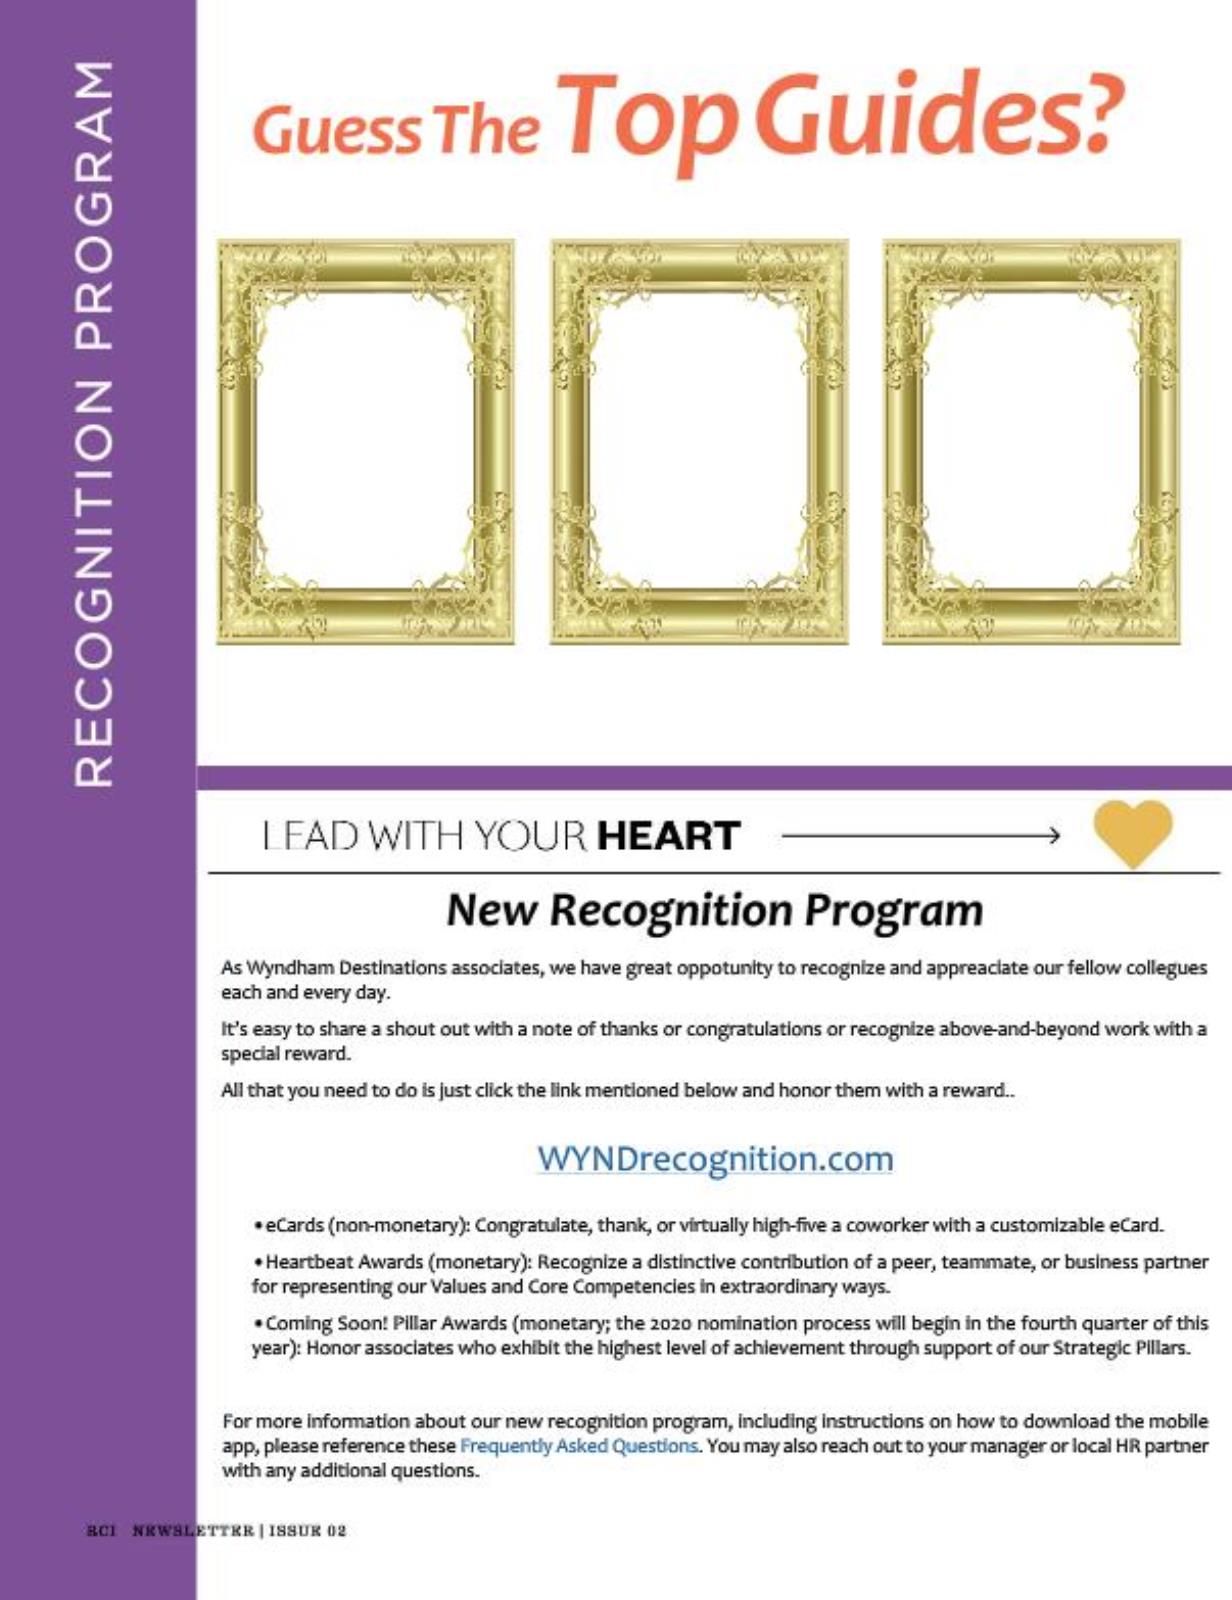 RECOGNITION PROGRAM
Guess The Top Guides?
LEAD WITH YOUR HEART
New Recognition Program
As Wyndham Destinations associates, we have great oppotunity to recognize and appreaciate our fellow collegues
each and every day.
It's easy to share a shout out with a note of thanks or congratulations or recognize above-and-beyond work with a
special reward.
All that you need to do is just click the link mentioned below and honor them with a reward..
WYNDrecognition.com
•eCards (non-monetary): Congratulate, thank, or virtually high-five a coworker with a customizable eCard.
•Heartbeat Awards (monetary): Recognize a distinctive contribution of a peer, teammate, or business partner
for representing our Values and Core Competencies in extraordinary ways.
•Coming Soon! Pillar Awards (monetary; the 2020 nomination process will begin in the fourth quarter of this
year): Honor associates who exhibit the highest level of achievement through support of our Strategic Pillars.
For more information about our new recognition program, including instructions on how to download the mobile
app, please reference these Frequently Asked Questions. You may also reach out to your manager or local HR partner
with any additional questions.
RCI NEWSLETTER | ISSUE 02